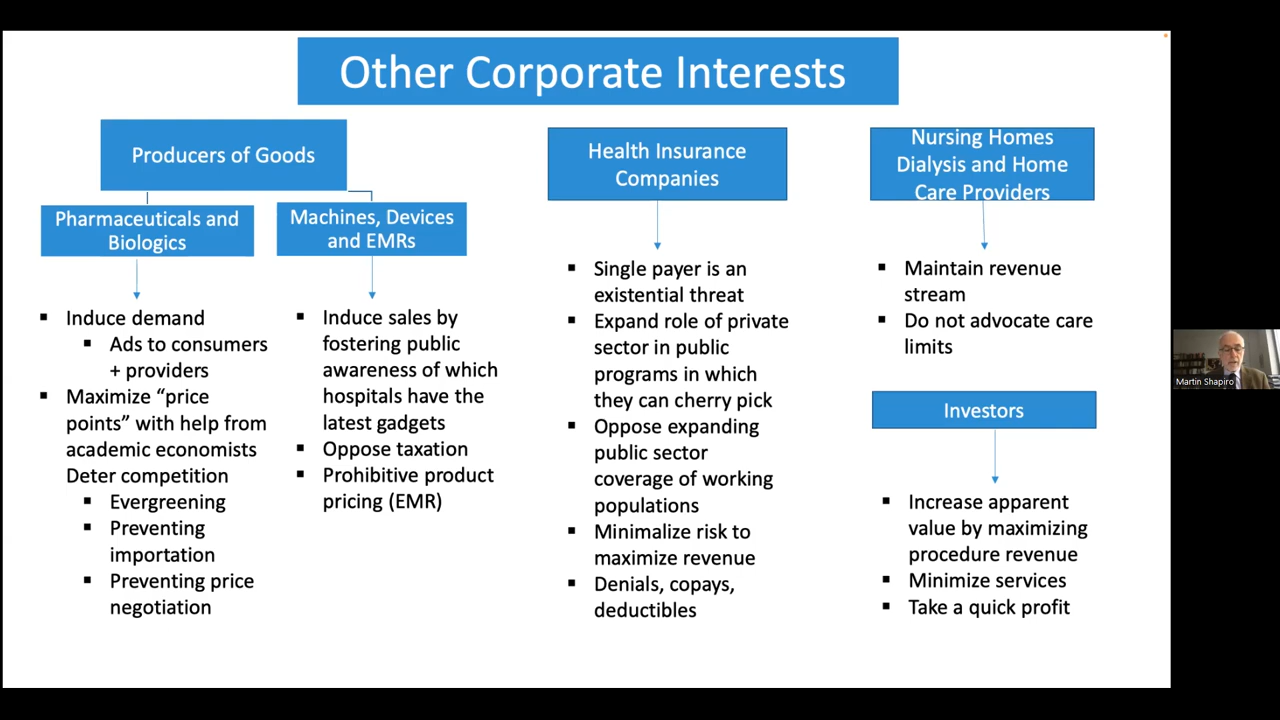 Other Corporate Interests
Producers of Goods
Pharmaceuticals and
Biologics
Induce demand
Ads to consumers
+ providers
Maximize “price
points” with help from
academic economists
Deter competition
Evergreening
Preventing
importation
Preventing price
negotiation
Machines, Devices
and EMRs
Induce sales by
fostering public
awareness of which
hospitals have the
latest gadgets
Oppose taxation
Prohibitive product
pricing (EMR)
Health Insurance
Companies
Single payer is an
existential threat
Expand role of private
sector in public
programs in which
they can cherry pick
Oppose expanding
public sector
coverage of working
populations
Minimalize risk to
maximize revenue
Denials, copays,
deductibles
Nursing Homes
Dialysis and Home
Care Providers
Maintain revenue
stream
Do not advocate care
limits
Investors
Increase apparent
value by maximizing
procedure revenue
Minimize services
Take a quick profit
Martin Shapiro